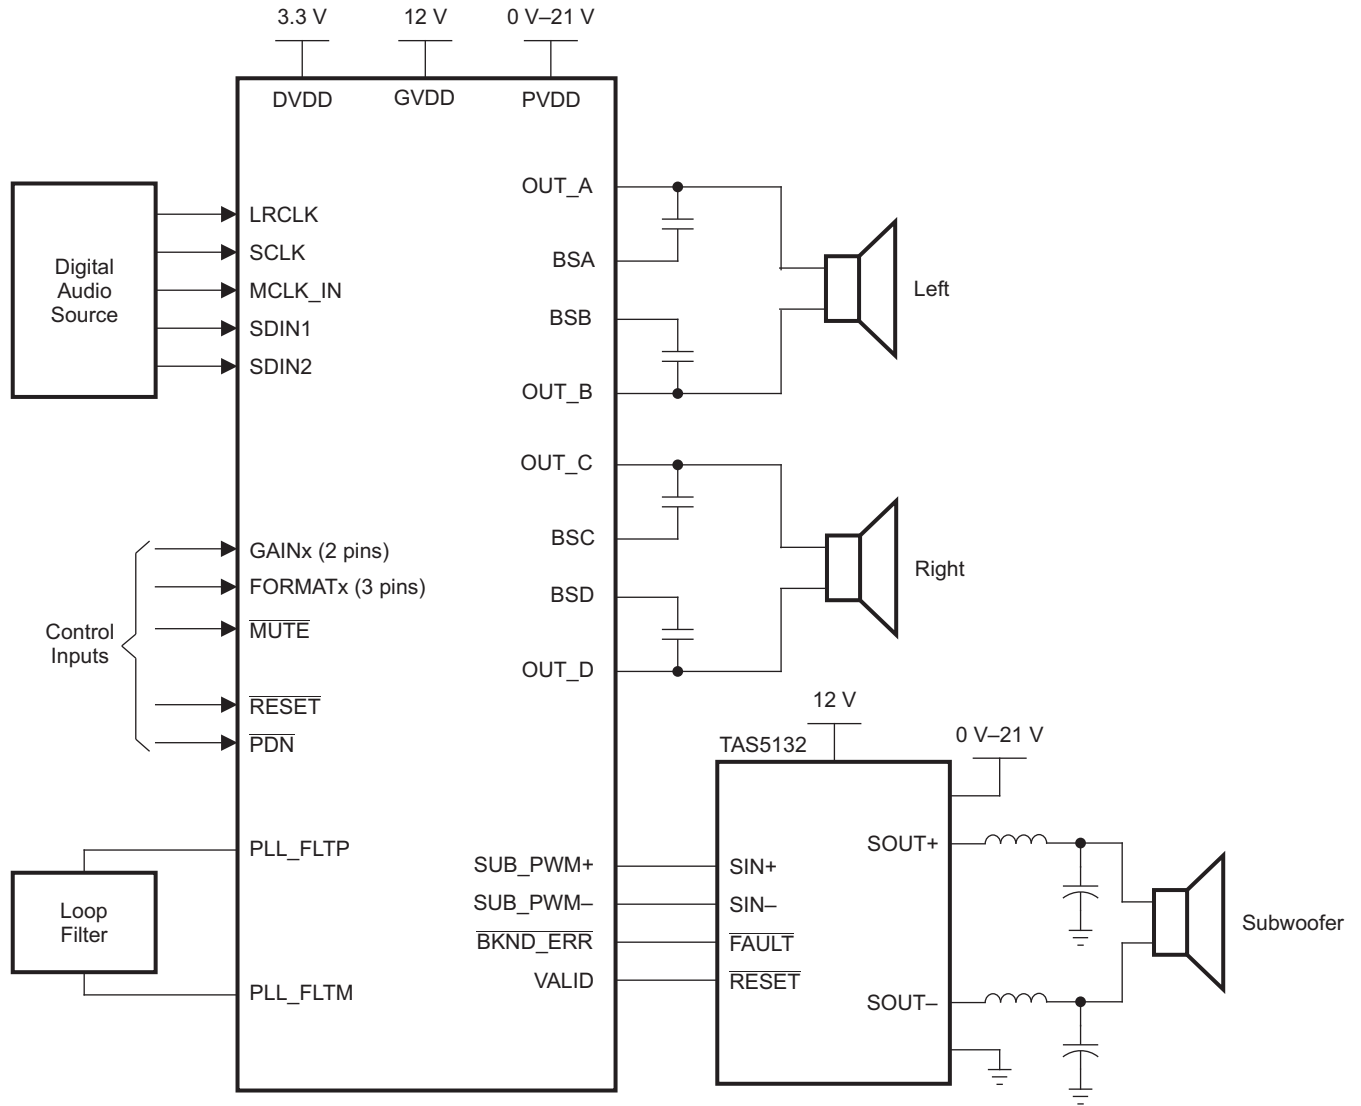 3.3 V
12 V
0 V–21 V
DVDD
GVDD
PVDD
Digital
Audio
Source
LRCLK
SCLK
MCLK_IN
SDIN1
SDIN2
OUT_A
BSA
BSB
OUT_B
Left
OUT_C
BSC
BSD
OUT_D
Right
Control
Inputs
GAINx (2 pins)
FORMATx (3 pins)
MUTE
RESET
PDN
Loop
Filter
PLL_FLTP
PLL_FLTM
SUB_PWM+
SUB_PWM–
BKND_ERR
VALID
12 V
0 V–21 V
TAS5132
SIN+
SIN–
FAULT
RESET
SOUT+
SOUT–
Subwoofer